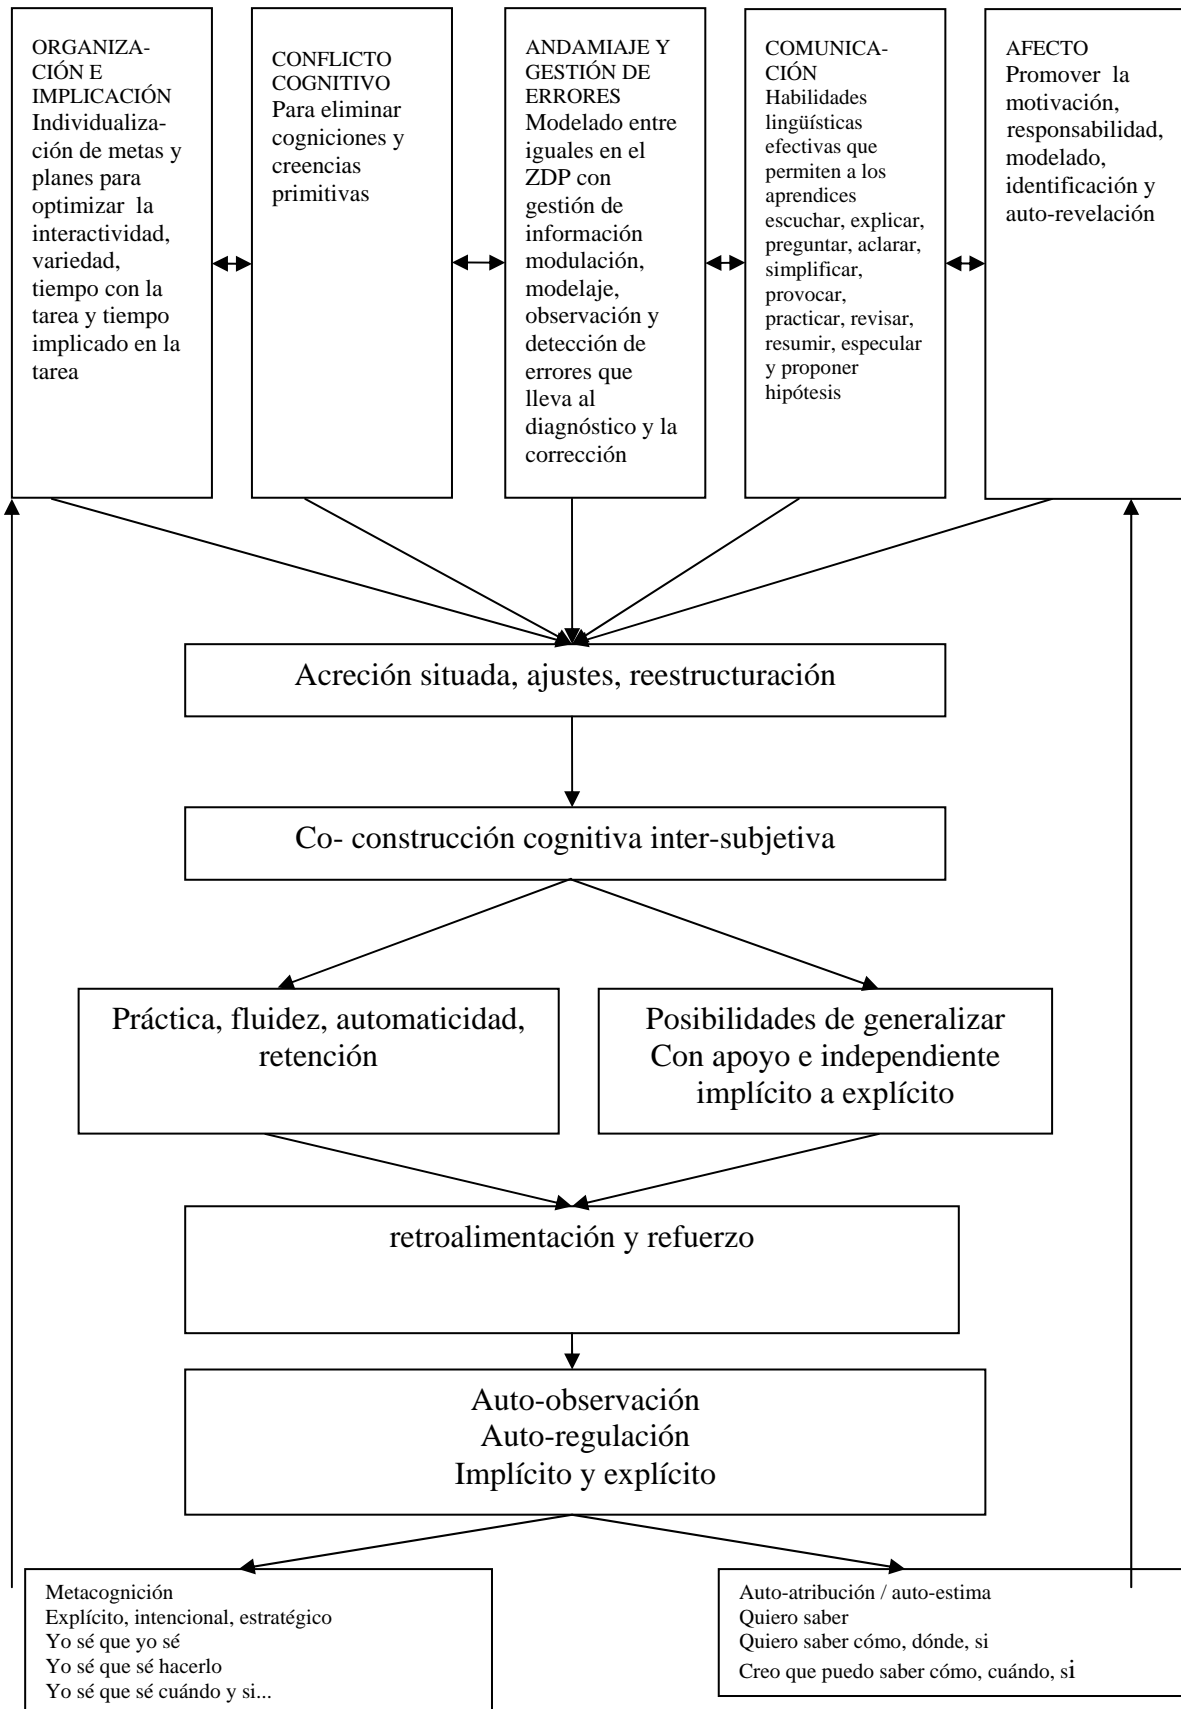 ORGANIZA-
CIÓN E
IMPLICACIÓN
Individualiza-
ción de metas y
planes para
optimizar la
interactividad,
variedad,
tiempo con la
tarea y tiempo
implicado en la
tarea
CONFLICTO
COGNITIVO
Para eliminar
cogniciones y
creencias
primitivas
ANDAMIAJE Y
GESTIÓN DE
ERRORES
Modelado entre
iguales en el
ZDP con
gestión de
información
modulación,
modelaje,
observación y
detección de
errores que
lleva al
diagnóstico y la
corrección
COMUNICA-
CIÓN
Habilidades
lingüísticas
efectivas que
permiten a los
aprendices
escuchar, explicar,
preguntar, aclarar,
simplificar,
provocar,
practicar, revisar,
resumir, especular
y proponer
hipótesis
AFECTO
Promover la
motivación,
responsabilidad,
modelado,
identificación y
auto-revelación
Acreción situada, ajustes, reestructuración
Co- construcción cognitiva inter-subjetiva
Práctica, fluidez, automaticidad,
retención
Posibilidades de generalizar
Con apoyo e independiente
implícito a explícito
retroalimentación y refuerzo
Auto-observación
Auto-regulación
Implícito y explícito
Metacognición
Explícito, intencional, estratégico
Yo sé que yo sé
Yo sé que sé hacerlo
Yo sé que sé cuándo y si...
Auto-atribución / auto-estima
Quiero saber
Quiero saber cómo, dónde, si
Creo que puedo saber cómo, cuándo, si